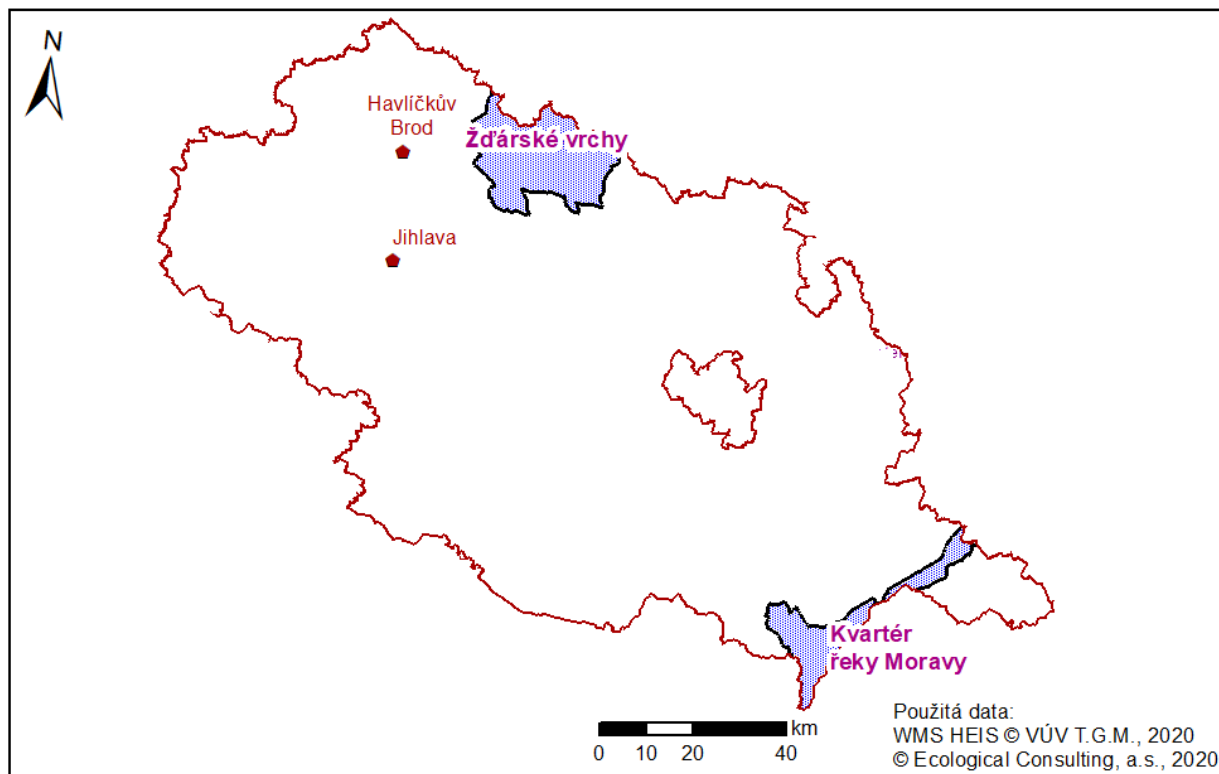 N
Havlíčkův
Brod
Žďárské vrchy
Jihlava
Kvartér
řeky Moravy
km
0 10 20 40
Použitá data:
WMS HEIS © VÚV T.G.M., 2020
© Ecological Consulting, a.s., 2020